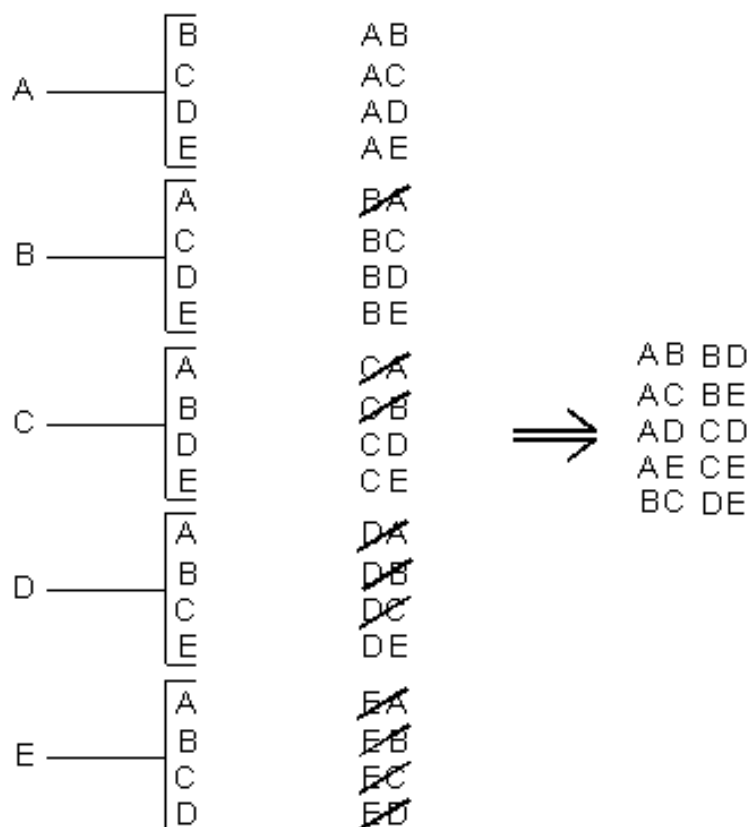 B AB
C AC
A
D AD
E AE
A BA
C BC
B
D BD
E BE
A CA
B CB
C
D CD
E CE
A DA
B DB
D
C DC
E DE
A EA
B EB
E
C EC
D ED
AB BD
AC BE
AD CD
AE CE
BC DE